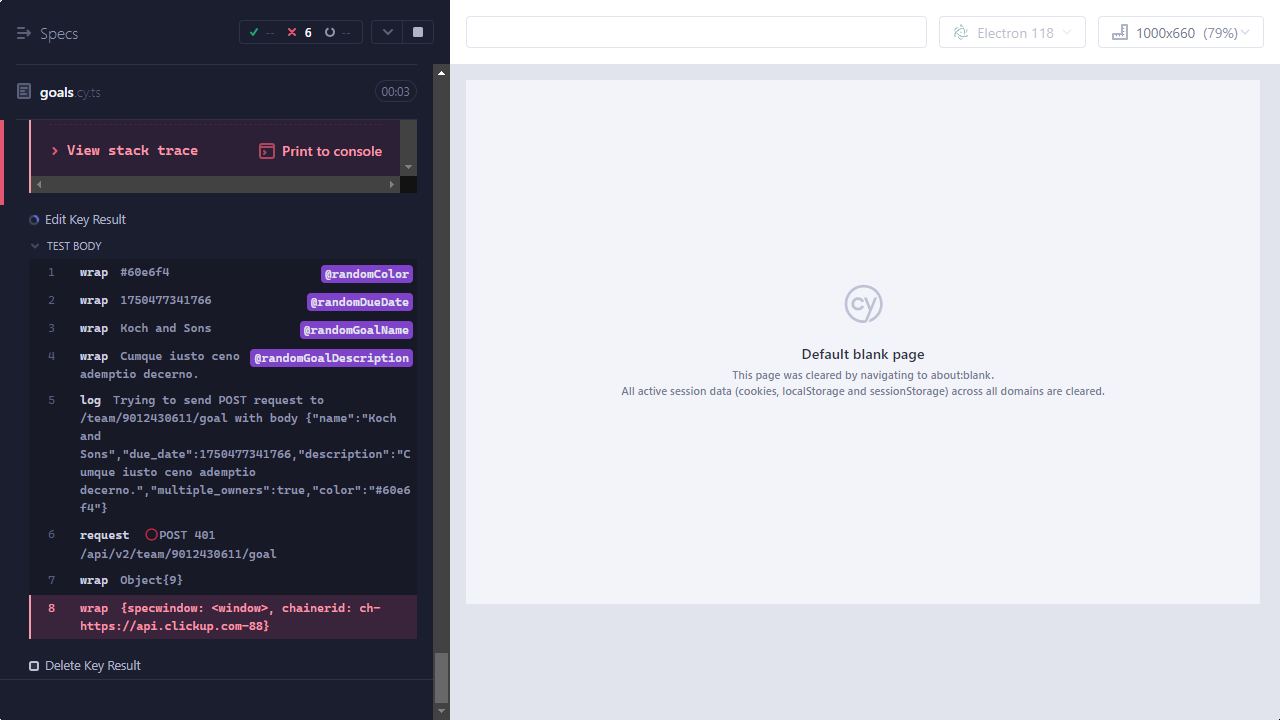 Specs
--
6
--
Electron 118
1000x660 (79%)
goals.cy.ts
00:03
View stack trace
Print to console
Edit Key Result
TEST BODY
1 wrap #60e6f4 @randomColor
2 wrap 1750477341766 @randomDueDate
3 wrap Koch and Sons @randomGoalName
4 wrap Cumque iusto ceno @randomGoalDescription
ademptio decerno.
5 log Trying to send POST request to
/team/9012430611/goal with body {"name":"Koch
and
Sons","due_date":1750477341766,"description":"C
umque iusto ceno ademptio
decerno.","multiple_owners":true,"color":"#60e6
f4"}
6 request POST 401
/api/v2/team/9012430611/goal
7 wrap Object{9}
8 wrap {specwindow: <window>, chainerid: ch-
https://api.clickup.com-88}
Delete Key Result
cy
Default blank page
This page was cleared by navigating to about:blank.
All active session data (cookies, localStorage and sessionStorage) across all domains are cleared.